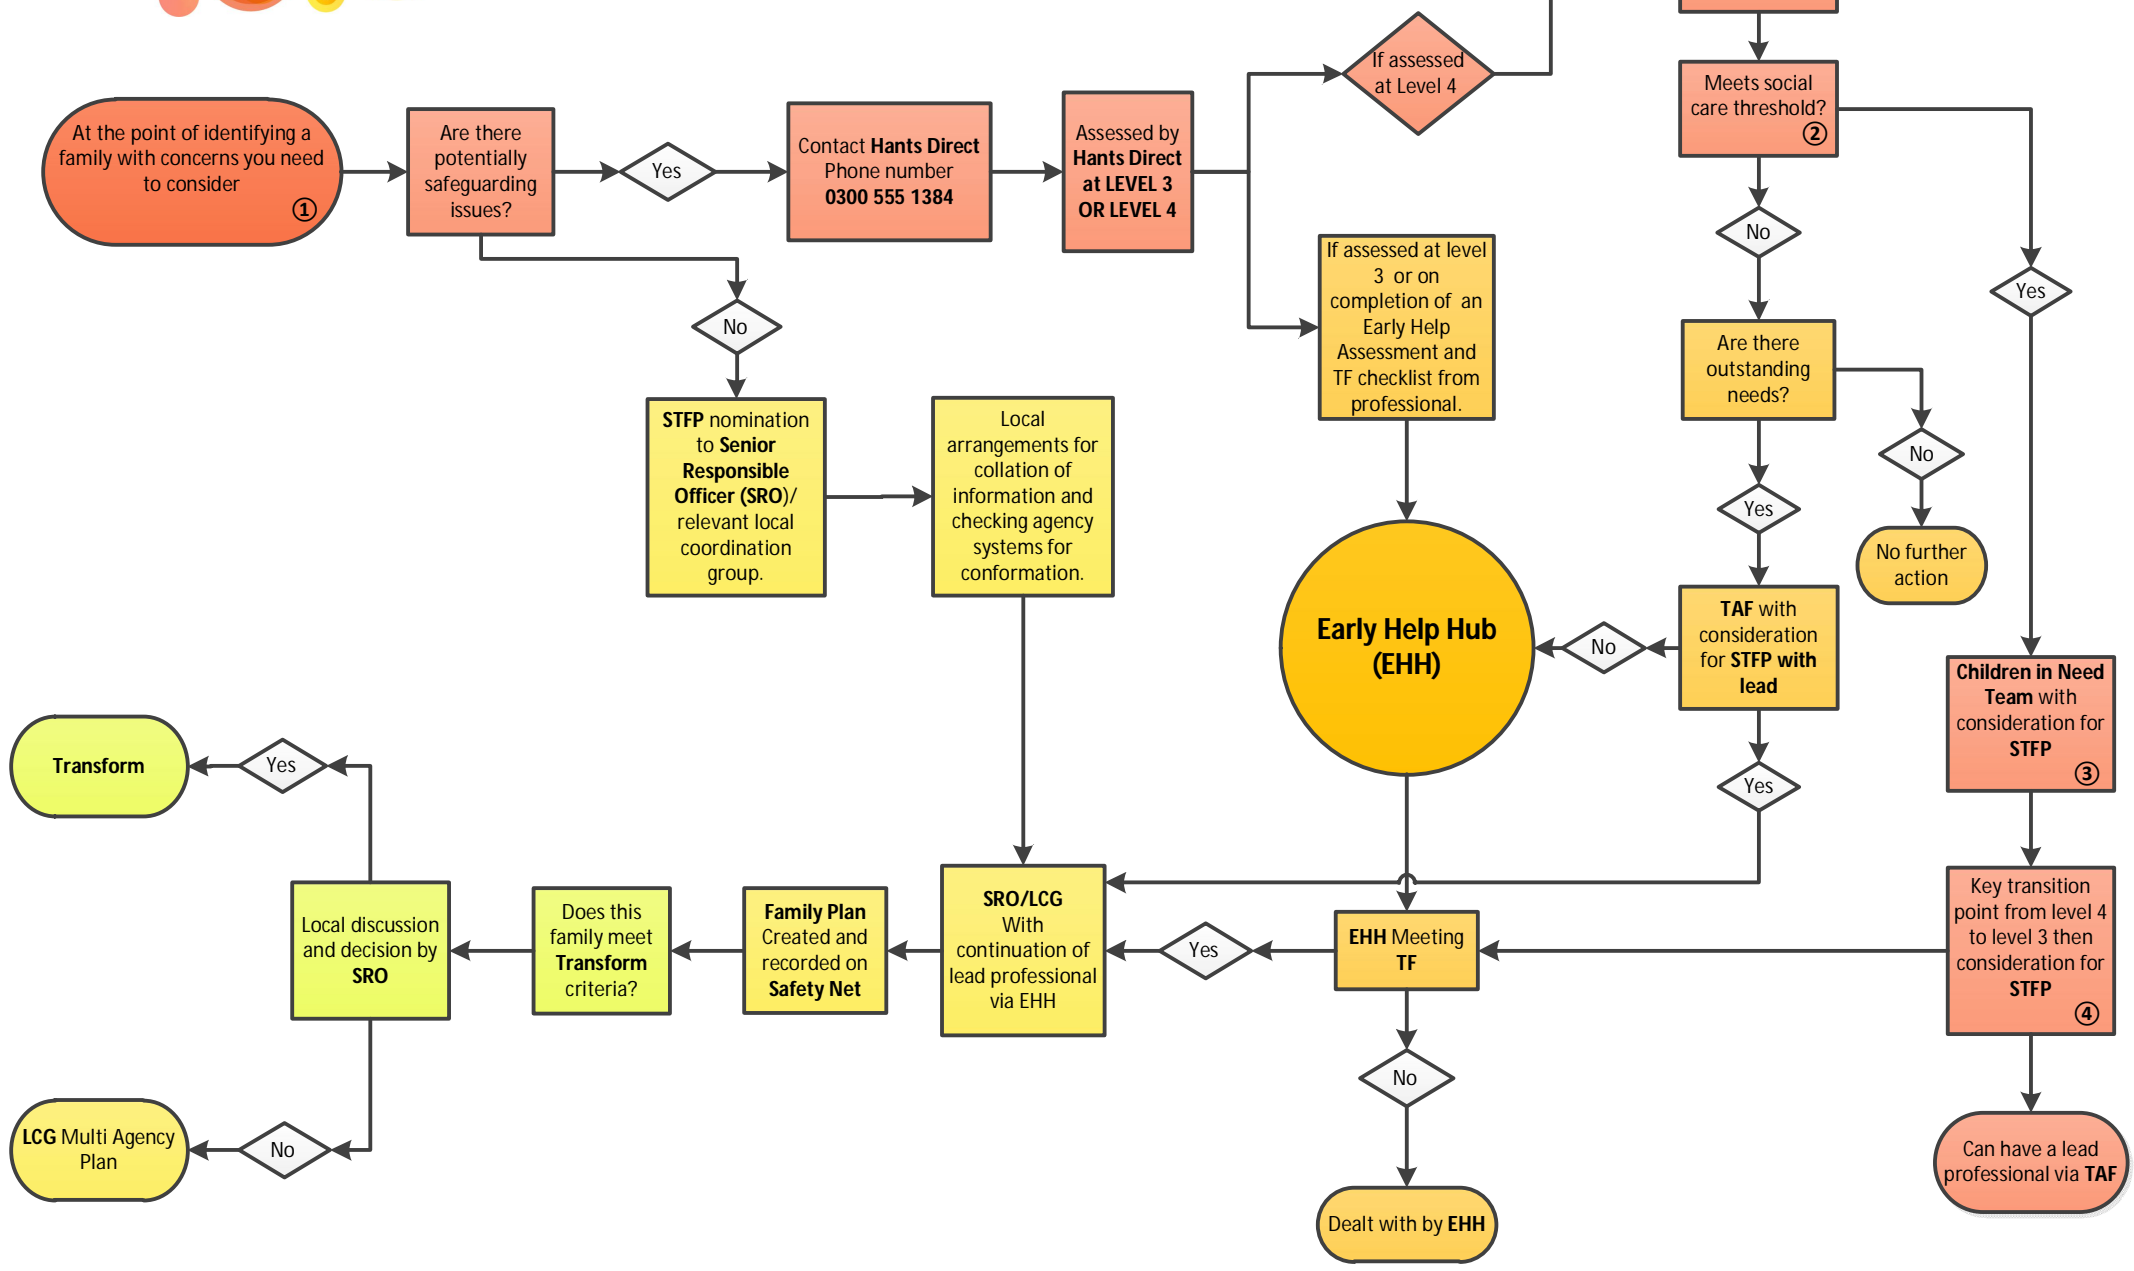 At the point of identifying a
family with concerns you need
to consider
①
Are there
potentially
safeguarding
issues?
Yes
Contact Hants Direct
Phone number
0300 555 1384
Assessed by
Hants Direct
at LEVEL 3
OR LEVEL 4
If assessed
at Level 4
Meets social
care threshold?
②
No
Yes
If assessed at level
3 or on
completion of an
Early Help
Assessment and
TF checklist from
professional.
Are there
outstanding
needs?
No
No further
action
Yes
No
STFP nomination
to Senior
Responsible
Officer (SRO)/
relevant local
coordination
group.
Local
arrangements for
collation of
information and
checking agency
systems for
conformation.
Early Help Hub
(EHH)
No
TAF with
consideration
for STFP with
lead
Yes
Children in Need
Team with
consideration for
STFP
③
Transform
Yes
Local discussion
and decision by
SRO
Does this
family meet
Transform
criteria?
Family Plan
Created and
recorded on
Safety Net
SRO/LCG
With
continuation of
lead professional
via EHH
Yes
EHH Meeting
TF
Key transition
point from level 4
to level 3 then
consideration for
STFP
④
No
LCG Multi Agency
Plan
No
Dealt with by EHH
Can have a lead
professional via TAF